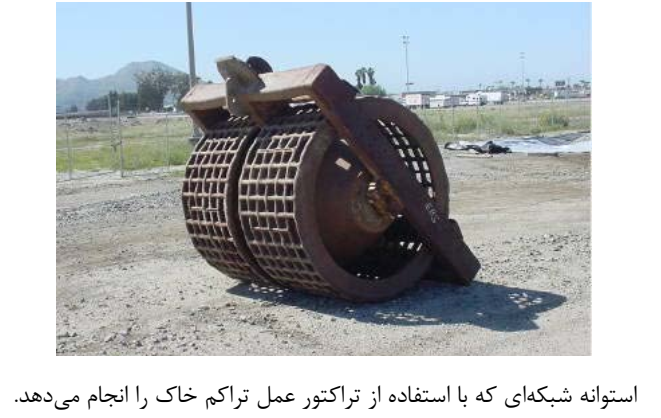 استوانه شبکه‌ای که با استفاده از تراکتور عمل تراکم خاک را انجام می‌دهد.